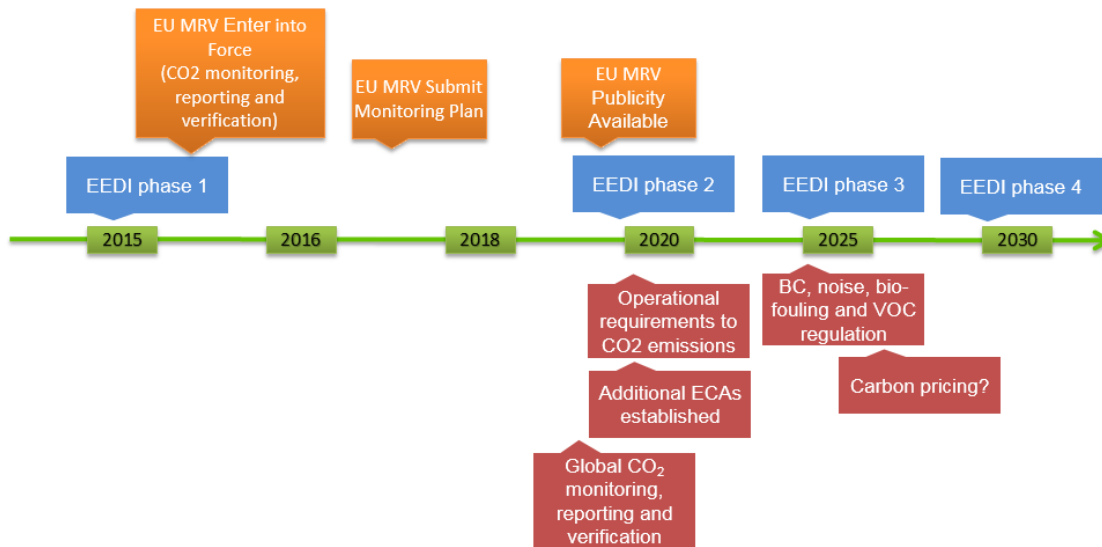 EU MRV Enter into
Force
(CO2 monitoring,
reporting and
verification)
EU MRV Submit
Monitoring Plan
EU MRV
Publicity
Available
EEDI phase 1
EEDI phase 2
EEDI phase 3
EEDI phase 4
2015
2016
2018
2020
2025
2030
Operational
requirements to
CO2 emissions
BC, noise, bio-
fouling and VOC
regulation
Additional ECAs
established
Carbon pricing?
Global CO₂
monitoring,
reporting and
verification